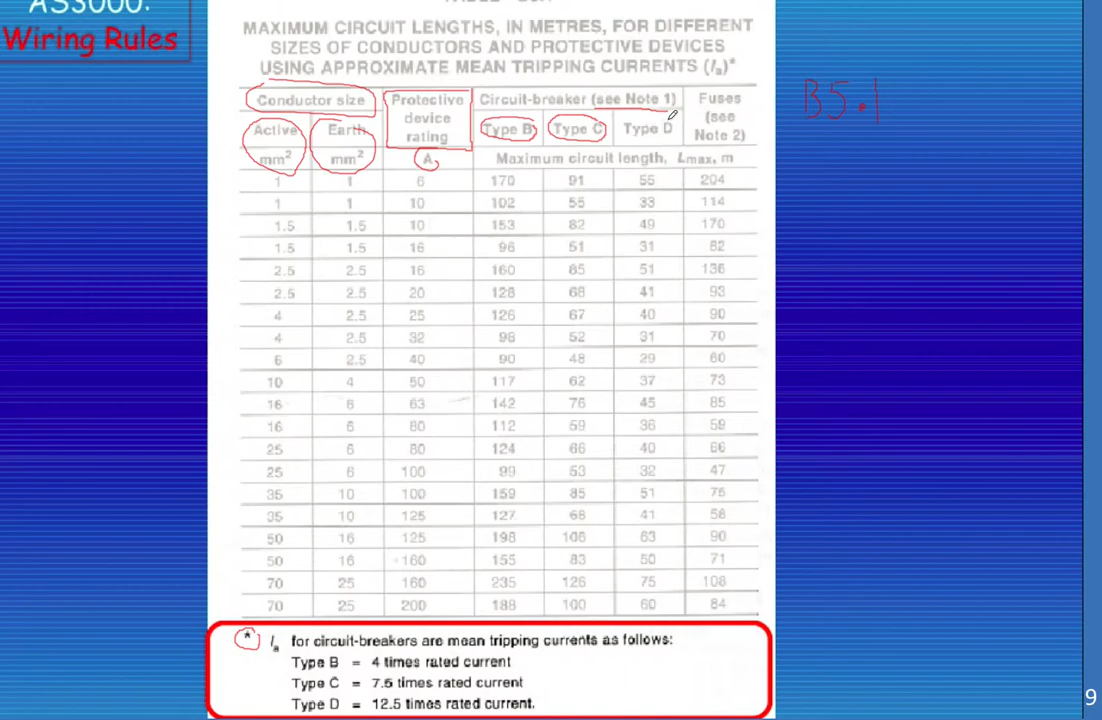 AS3000:
Wiring Rules
MAXIMUM CIRCUIT LENGTHS, IN METRES, FOR DIFFERENT
SIZES OF CONDUCTORS AND PROTECTIVE DEVICES
USING APPROXIMATE MEAN TRIPPING CURRENTS (Ia)*
B5.1
Conductor size Protective device rating Circuit-breaker (see Note 1) Fuses (see Note 2)
Active Earth Type B Type C Type D
mm² mm² A Maximum circuit length, Lmax, m
1 1 6 170 91 55 204
1 1 10 102 55 33 114
1.5 1.5 10 153 82 49 170
1.5 1.5 16 96 51 31 82
2.5 2.5 16 160 85 51 136
2.5 2.5 20 128 68 41 93
4 2.5 25 126 67 40 90
4 2.5 32 98 52 31 70
6 2.5 40 90 48 29 60
10 4 50 117 62 37 73
16 6 63 142 76 45 85
16 6 80 112 59 36 59
25 6 80 124 66 40 66
25 6 100 99 53 32 47
35 10 100 159 85 51 75
35 10 125 127 68 41 58
50 16 125 198 106 63 90
50 16 160 155 83 50 71
70 25 160 235 126 75 108
70 25 200 188 100 60 84
* Ia for circuit-breakers are mean tripping currents as follows:
Type B = 4 times rated current
Type C = 7.5 times rated current
Type D = 12.5 times rated current.
9